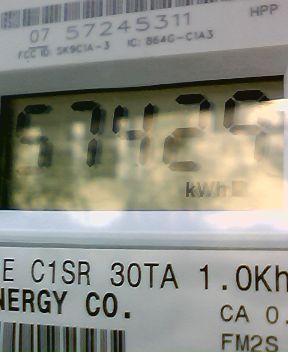 HPP
07 57245311
FCC ID: SK9CIA-3 IC: 864G-CIA3
57429
kWh
E C1SR 30TA 1.0Kh
NERGY CO.
CA 0.
FM2S